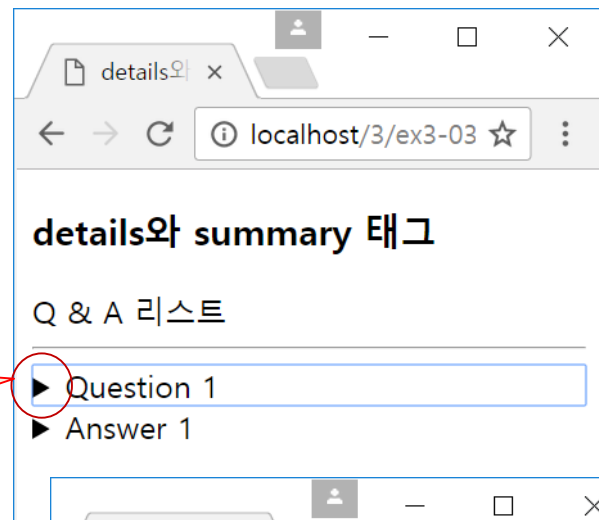 details와
localhost/3/ex3-03
details와 summary 태그
Q & A 리스트
Question 1
Answer 1